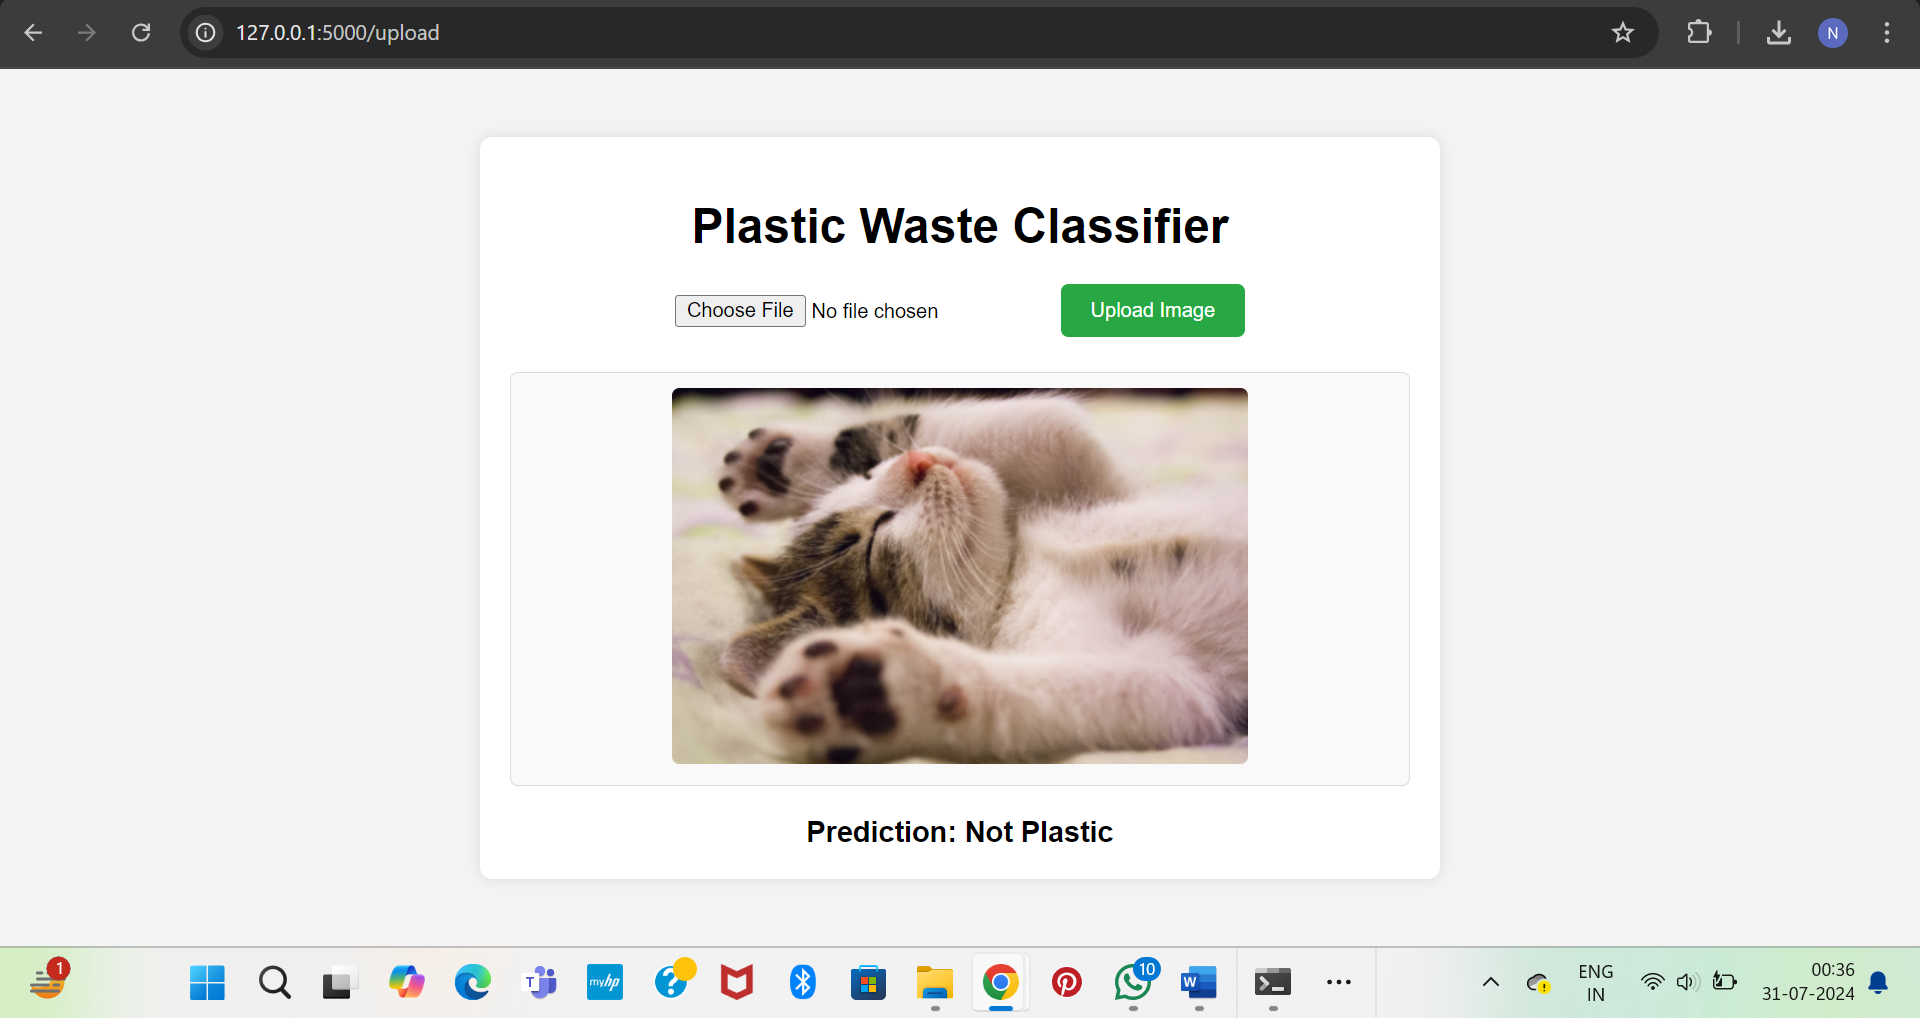 127.0.0.1:5000/upload
N
Plastic Waste Classifier
Choose File No file chosen
Upload Image
Prediction: Not Plastic
1
T
myhp
?
10
W
ENG
IN
00:36
31-07-2024